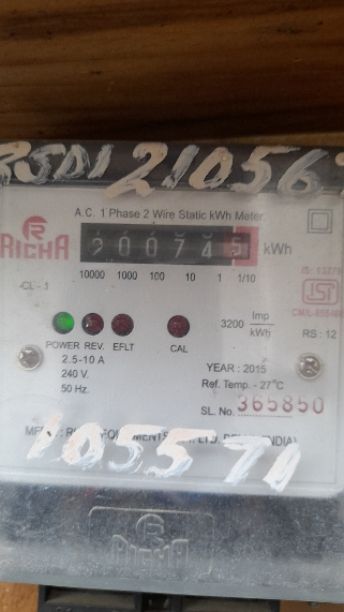 A.C. 1 Phase 2 Wire Static kWh Meter
RICHA
200745 kWh
10000 1000 100 10 1 1/10
CL - 1
3200 Imp
kWh
RS : 12
POWER REV. EFLT CAL
2.5-10 A
240 V.
50 Hz.
YEAR : 2015
Ref. Temp. - 27°C
SL. No. 365850
INDIA)
105571
RICHA